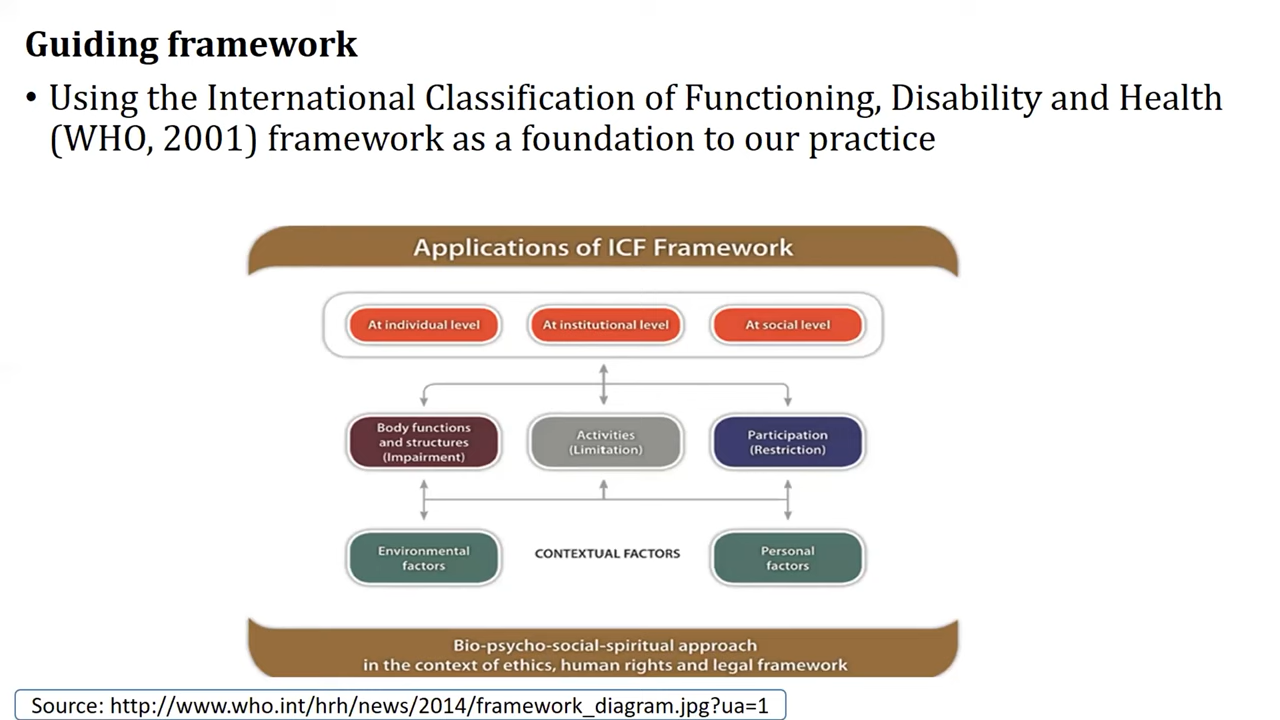 Guiding framework
• Using the International Classification of Functioning, Disability and Health
(WHO, 2001) framework as a foundation to our practice
Applications of ICF Framework
At individual level
At institutional level
At social level
Body functions
and structures
(Impairment)
Activities
(Limitation)
Participation
(Restriction)
Environmental
factors
CONTEXTUAL FACTORS
Personal
factors
Bio-psycho-social-spiritual approach
in the context of ethics, human rights and legal framework
Source: http://www.who.int/hrh/news/2014/framework_diagram.jpg?ua=1